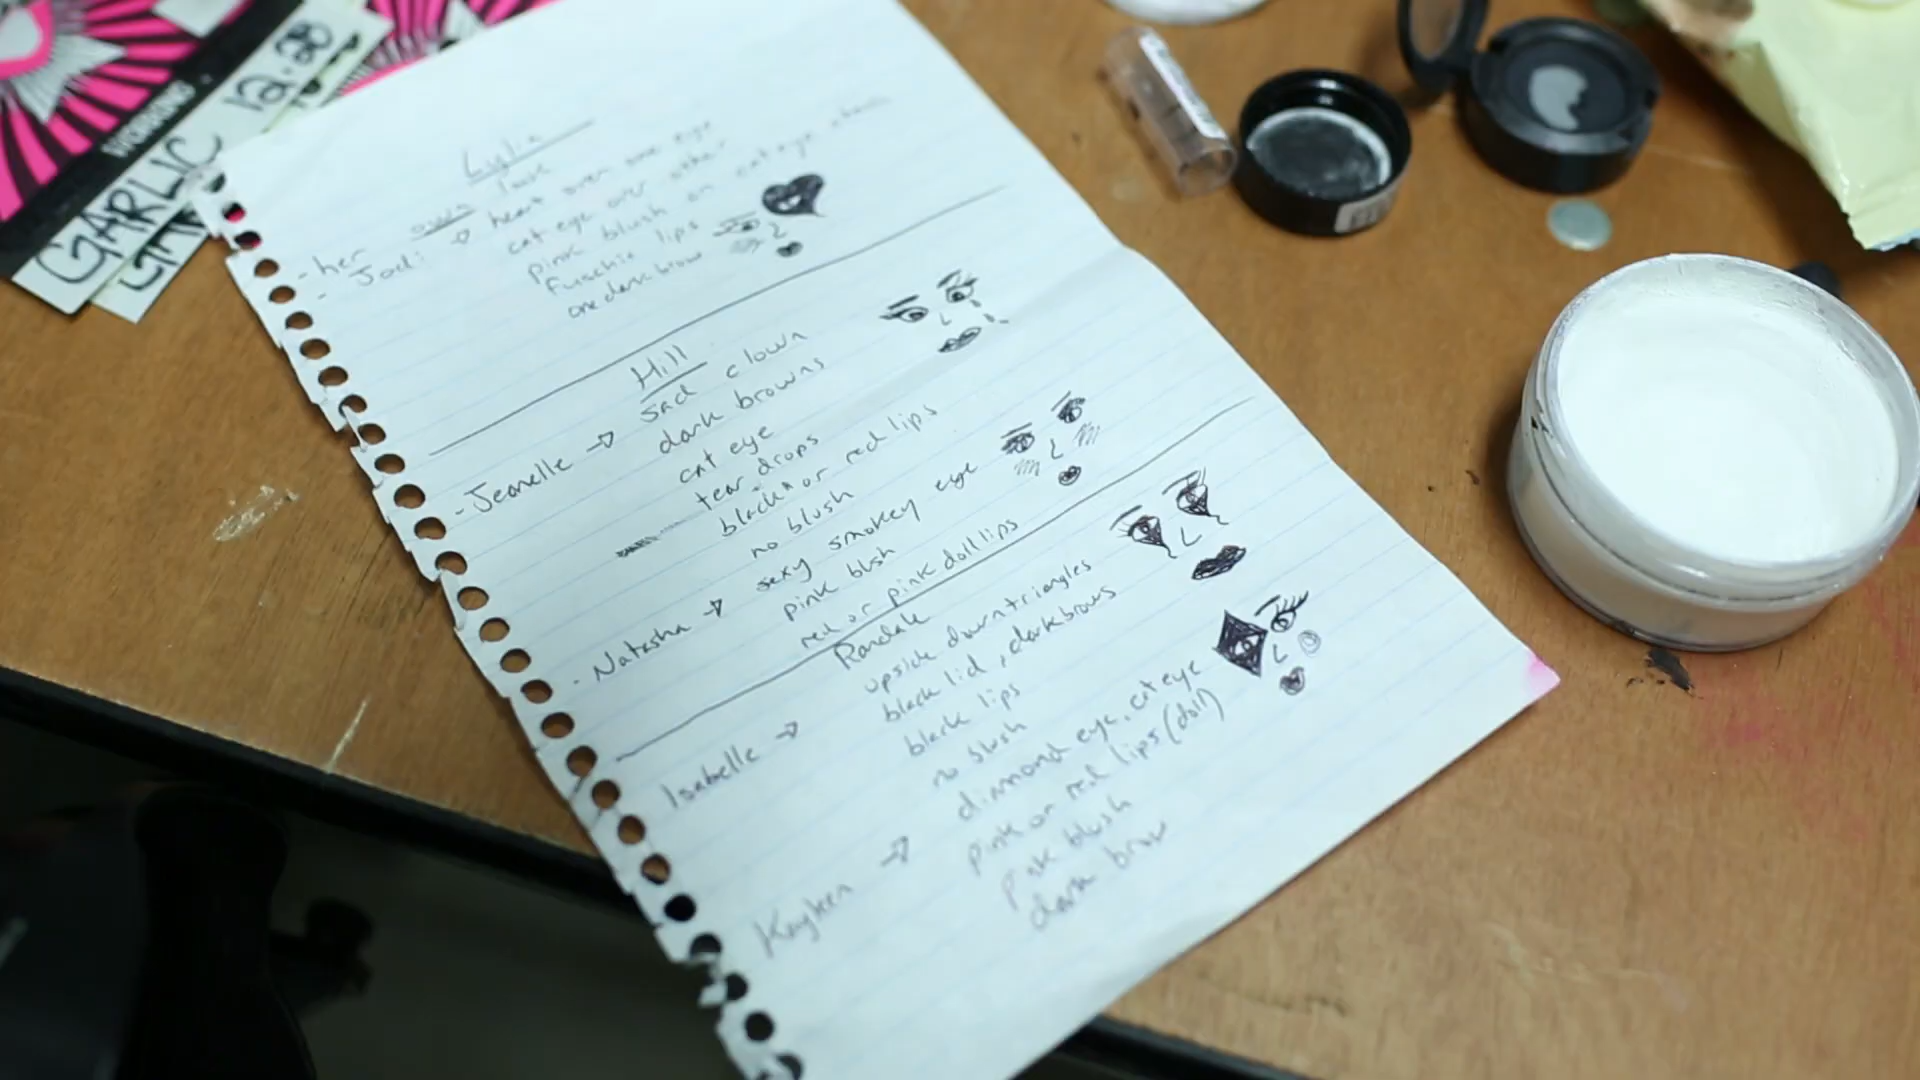 MORNING
GARLIC 12.20
Lylia
- her own look
- Jodi: heart over one eye
cat eye over other
pink blush on cat eye
fuschia lips
one dark brow
Hill
- Jeanelle → sad clown
dark browns
cat eye
tear drops
black or red lips
no blush
- Natasha → sexy smokey eye
pink blsh
red or pink doll lips
Randale
Isabelle → upside down triangles
black lid, dark brows
black lips
no blush
Kayleen → diamond eye, cat eye
pink or red lips (doll)
pink blush
dark brow